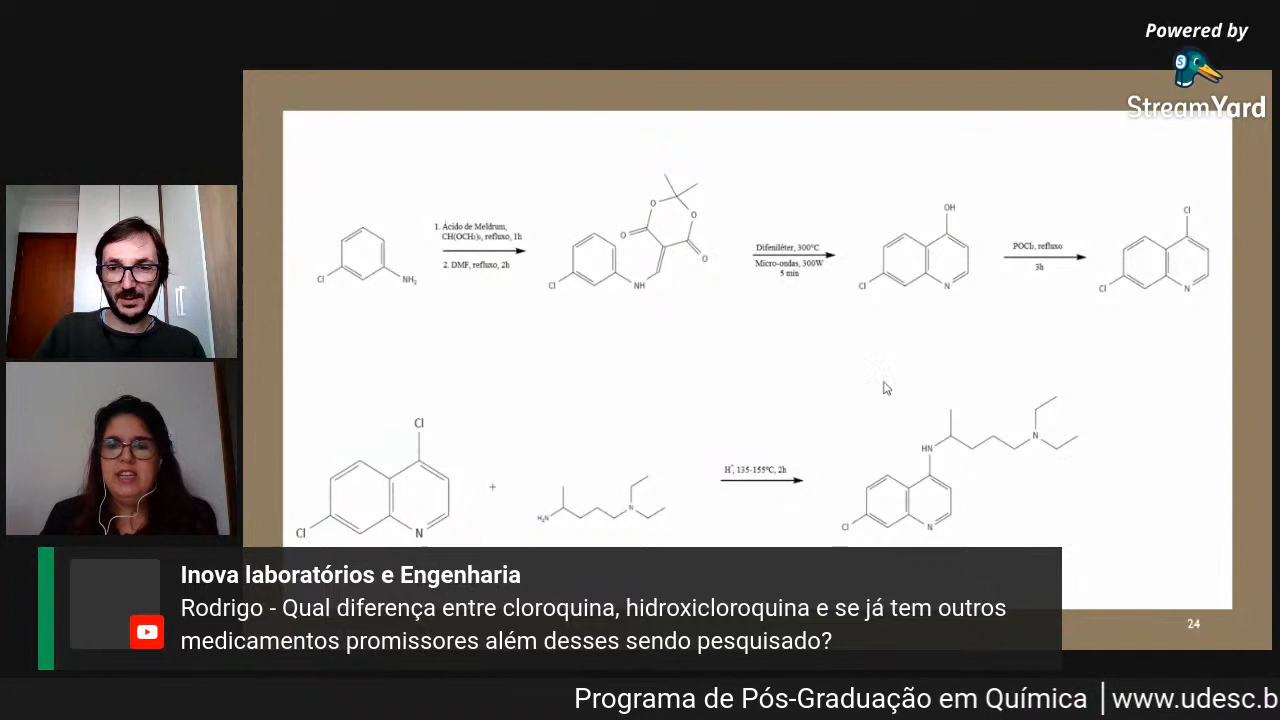 Powered by
StreamYard
1. Ácido de Meldrum,
CH(OCH₃)₃, refluxo, 1h
2. DMF, refluxo, 2h
Cl
NH₂
O
O
O
O
Cl
NH
Difeniléter, 300ºC
Micro-ondas, 300W
5 min
OH
Cl
N
POCl₃, refluxo
3h
Cl
Cl
N
Cl
Cl
N
+
H₂N
N
H⁺, 135-155ºC, 2h
HN
N
Cl
N
24
Inova laboratórios e Engenharia
Rodrigo - Qual diferença entre cloroquina, hidroxicloroquina e se já tem outros
medicamentos promissores além desses sendo pesquisado?
Programa de Pós-Graduação em Química | www.udesc.b